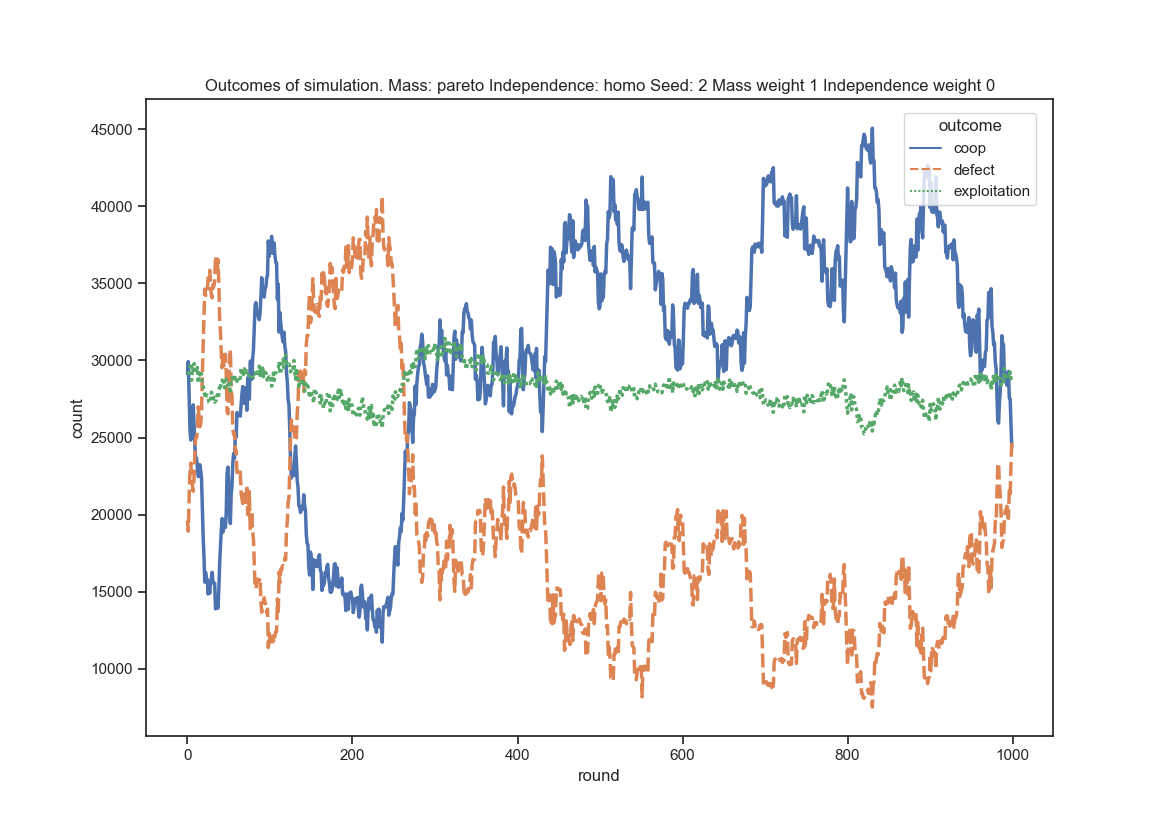 Outcomes of simulation. Mass: pareto Independence: homo Seed: 2 Mass weight 1 Independence weight 0
outcome
coop
defect
exploitation
45000
40000
35000
30000
25000
20000
15000
10000
count
0 200 400 600 800 1000
round